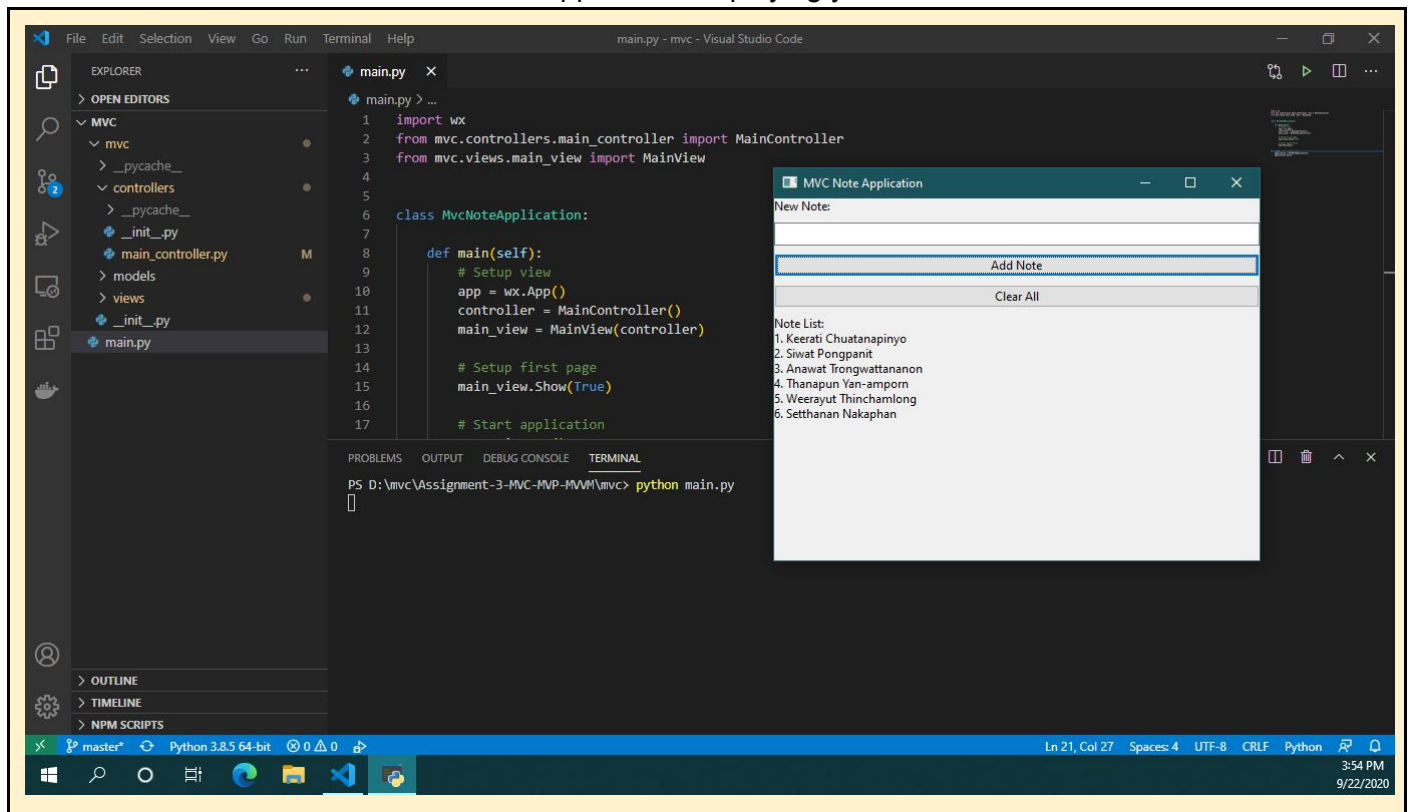 File Edit Selection View Go Run Terminal Help main.py - mvc - Visual Studio Code
EXPLORER
OPEN EDITORS
MVC
mvc
__pycache__
controllers
__pycache__
__init__.py
main_controller.py M
models
views
__init__.py
main.py
OUTLINE
TIMELINE
NPM SCRIPTS
main.py
main.py > ...
1 import wx
2 from mvc.controllers.main_controller import MainController
3 from mvc.views.main_view import MainView
4
5
6 class MvcNoteApplication:
7
8 def main(self):
9 # Setup view
10 app = wx.App()
11 controller = MainController()
12 main_view = MainView(controller)
13
14 # Setup first page
15 main_view.Show(True)
16
17 # Start application
PROBLEMS OUTPUT DEBUG CONSOLE TERMINAL
PS D:\mvc\Assignment-3-MVC-MVP-MVVM\mvc> python main.py
MVC Note Application
New Note:
Add Note
Clear All
Note List:
1. Keerati Chuatanapinyo
2. Siwat Pongpanit
3. Anawat Trongwattananon
4. Thanapun Yan-amporn
5. Weerayut Thinchamlong
6. Setthanan Nakaphan
2
master* Python 3.8.5 64-bit 0 0 Ln 21, Col 27 Spaces: 4 UTF-8 CRLF Python
3:54 PM
9/22/2020